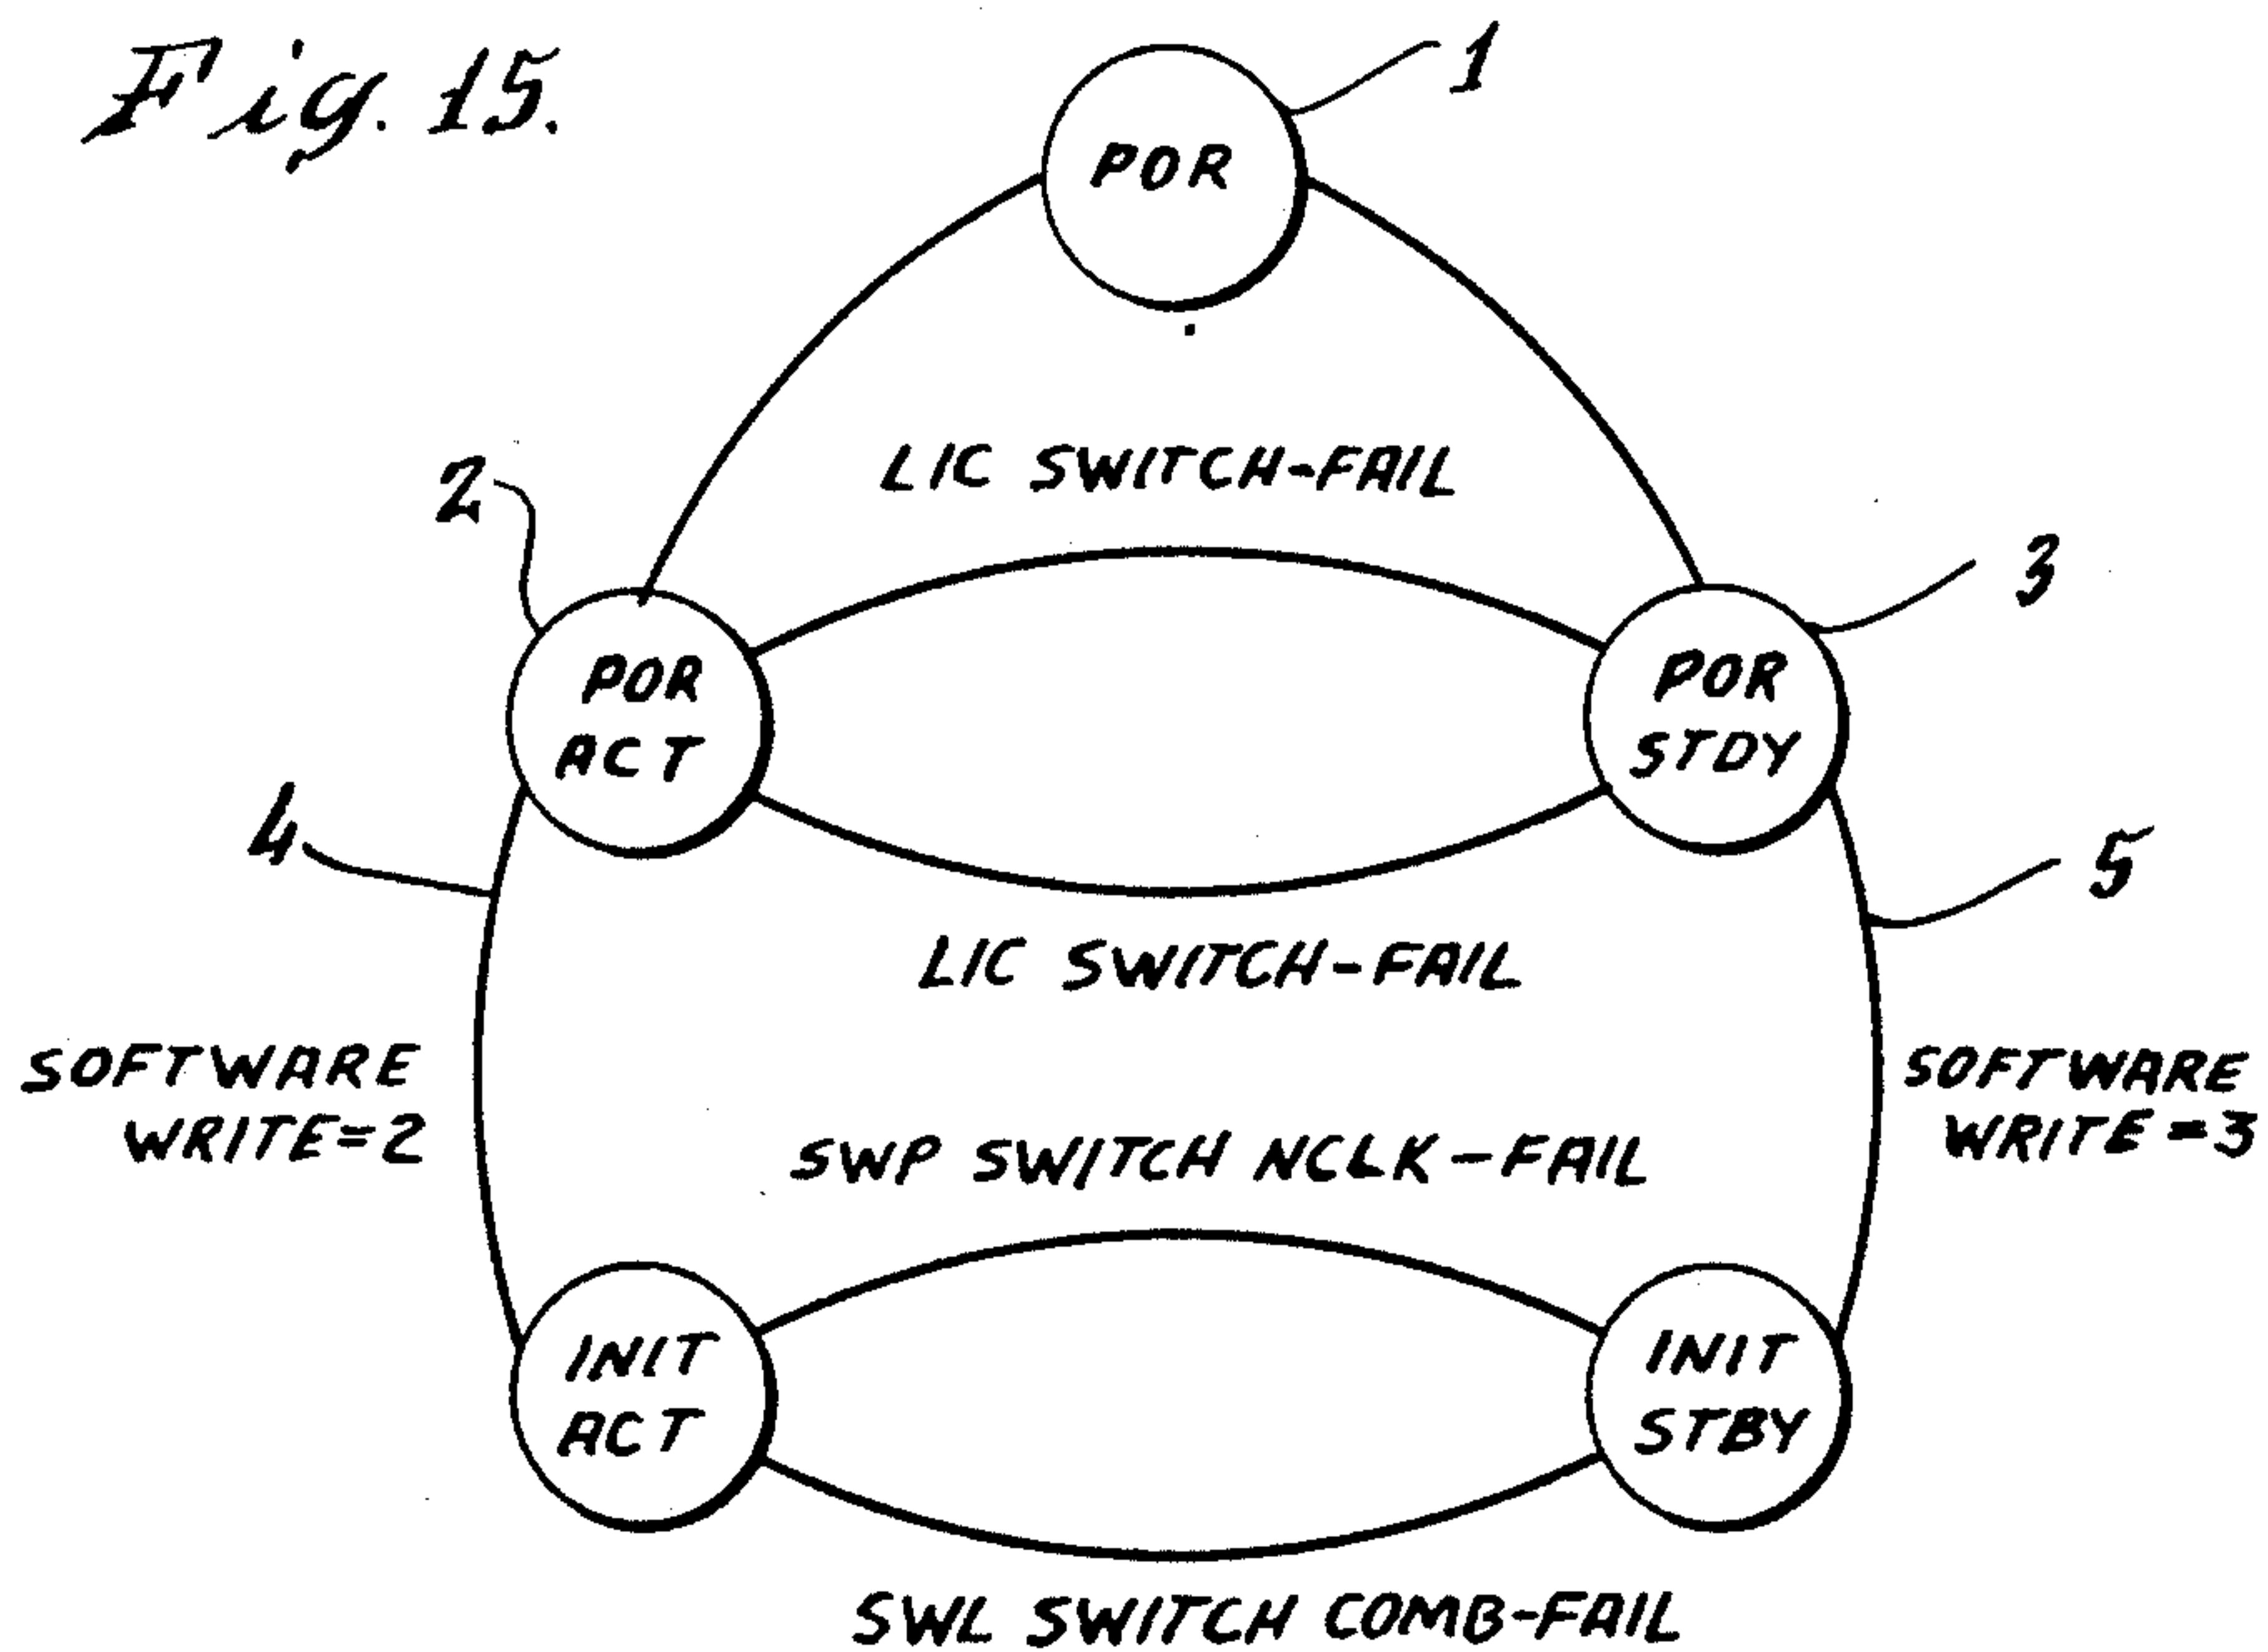 Fig. 15.
1
POR
LIC SWITCH-FAIL
2
3
POR
ACT
POR
STDY
4
5
LIC SWITCH-FAIL
SOFTWARE
WRITE=2
SOFTWARE
WRITE=3
SWP SWITCH NCLK-FAIL
INIT
ACT
INIT
STBY
SWL SWITCH COMB-FAIL